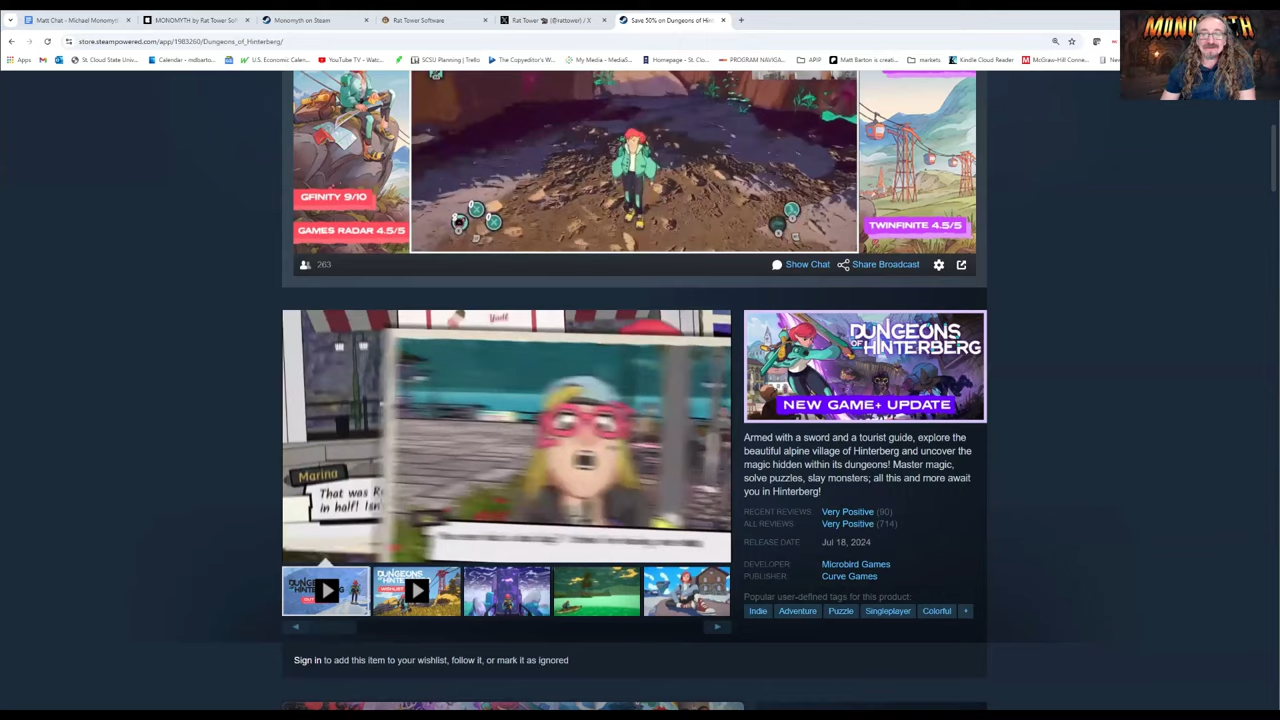 Matt Chat - Michael Monomyt
MONOMYTH by Rat Tower Sof
Monomyth on Steam
Rat Tower Software
Rat Tower (@rattower) / X
Save 50% on Dungeons of Hin
store.steampowered.com/app/1983260/Dungeons_of_Hinterberg/
Apps
St. Cloud State Univ...
Calendar - mdbarto...
U.S. Economic Calen...
YouTube TV - Watc...
SCSU Planning | Trello
The Copyeditor's W...
My Media - MediaS...
Homepage - St. Clo...
PROGRAM NAVIGA...
APIP
Matt Barton is creati...
markets
Kindle Cloud Reader
McGraw-Hill Conne...
MONOMYTH
GFINITY 9/10
GAMES RADAR 4.5/5
TWINFINITE 4.5/5
263
Show Chat
Share Broadcast
Marina
That was R
in half! Isn
DUNGEONS
OF HINTERBERG
NEW GAME+ UPDATE
Armed with a sword and a tourist guide, explore the
beautiful alpine village of Hinterberg and uncover the
magic hidden within its dungeons! Master magic,
solve puzzles, slay monsters; all this and more await
you in Hinterberg!
RECENT REVIEWS: Very Positive (90)
ALL REVIEWS: Very Positive (714)
RELEASE DATE: Jul 18, 2024
DEVELOPER: Microbird Games
PUBLISHER: Curve Games
Popular user-defined tags for this product:
Indie Adventure Puzzle Singleplayer Colorful +
Sign in to add this item to your wishlist, follow it, or mark it as ignored